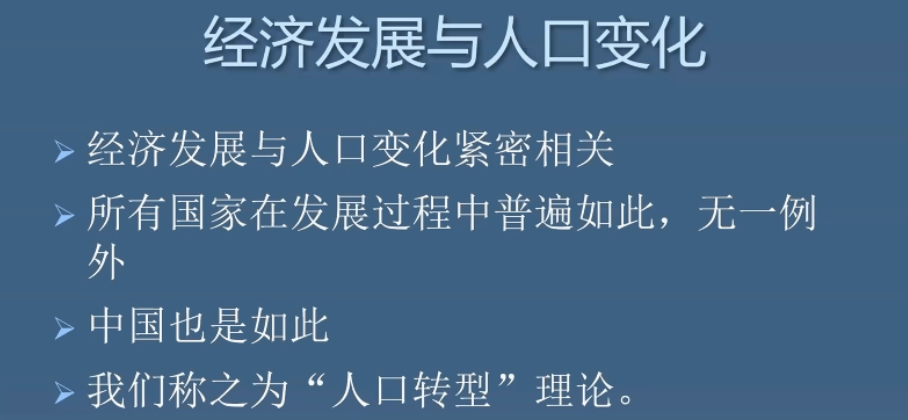 经济发展与人口变化
经济发展与人口变化紧密相关
所有国家在发展过程中普遍如此，无一例
外
中国也是如此
我们称之为“人口转型”理论。